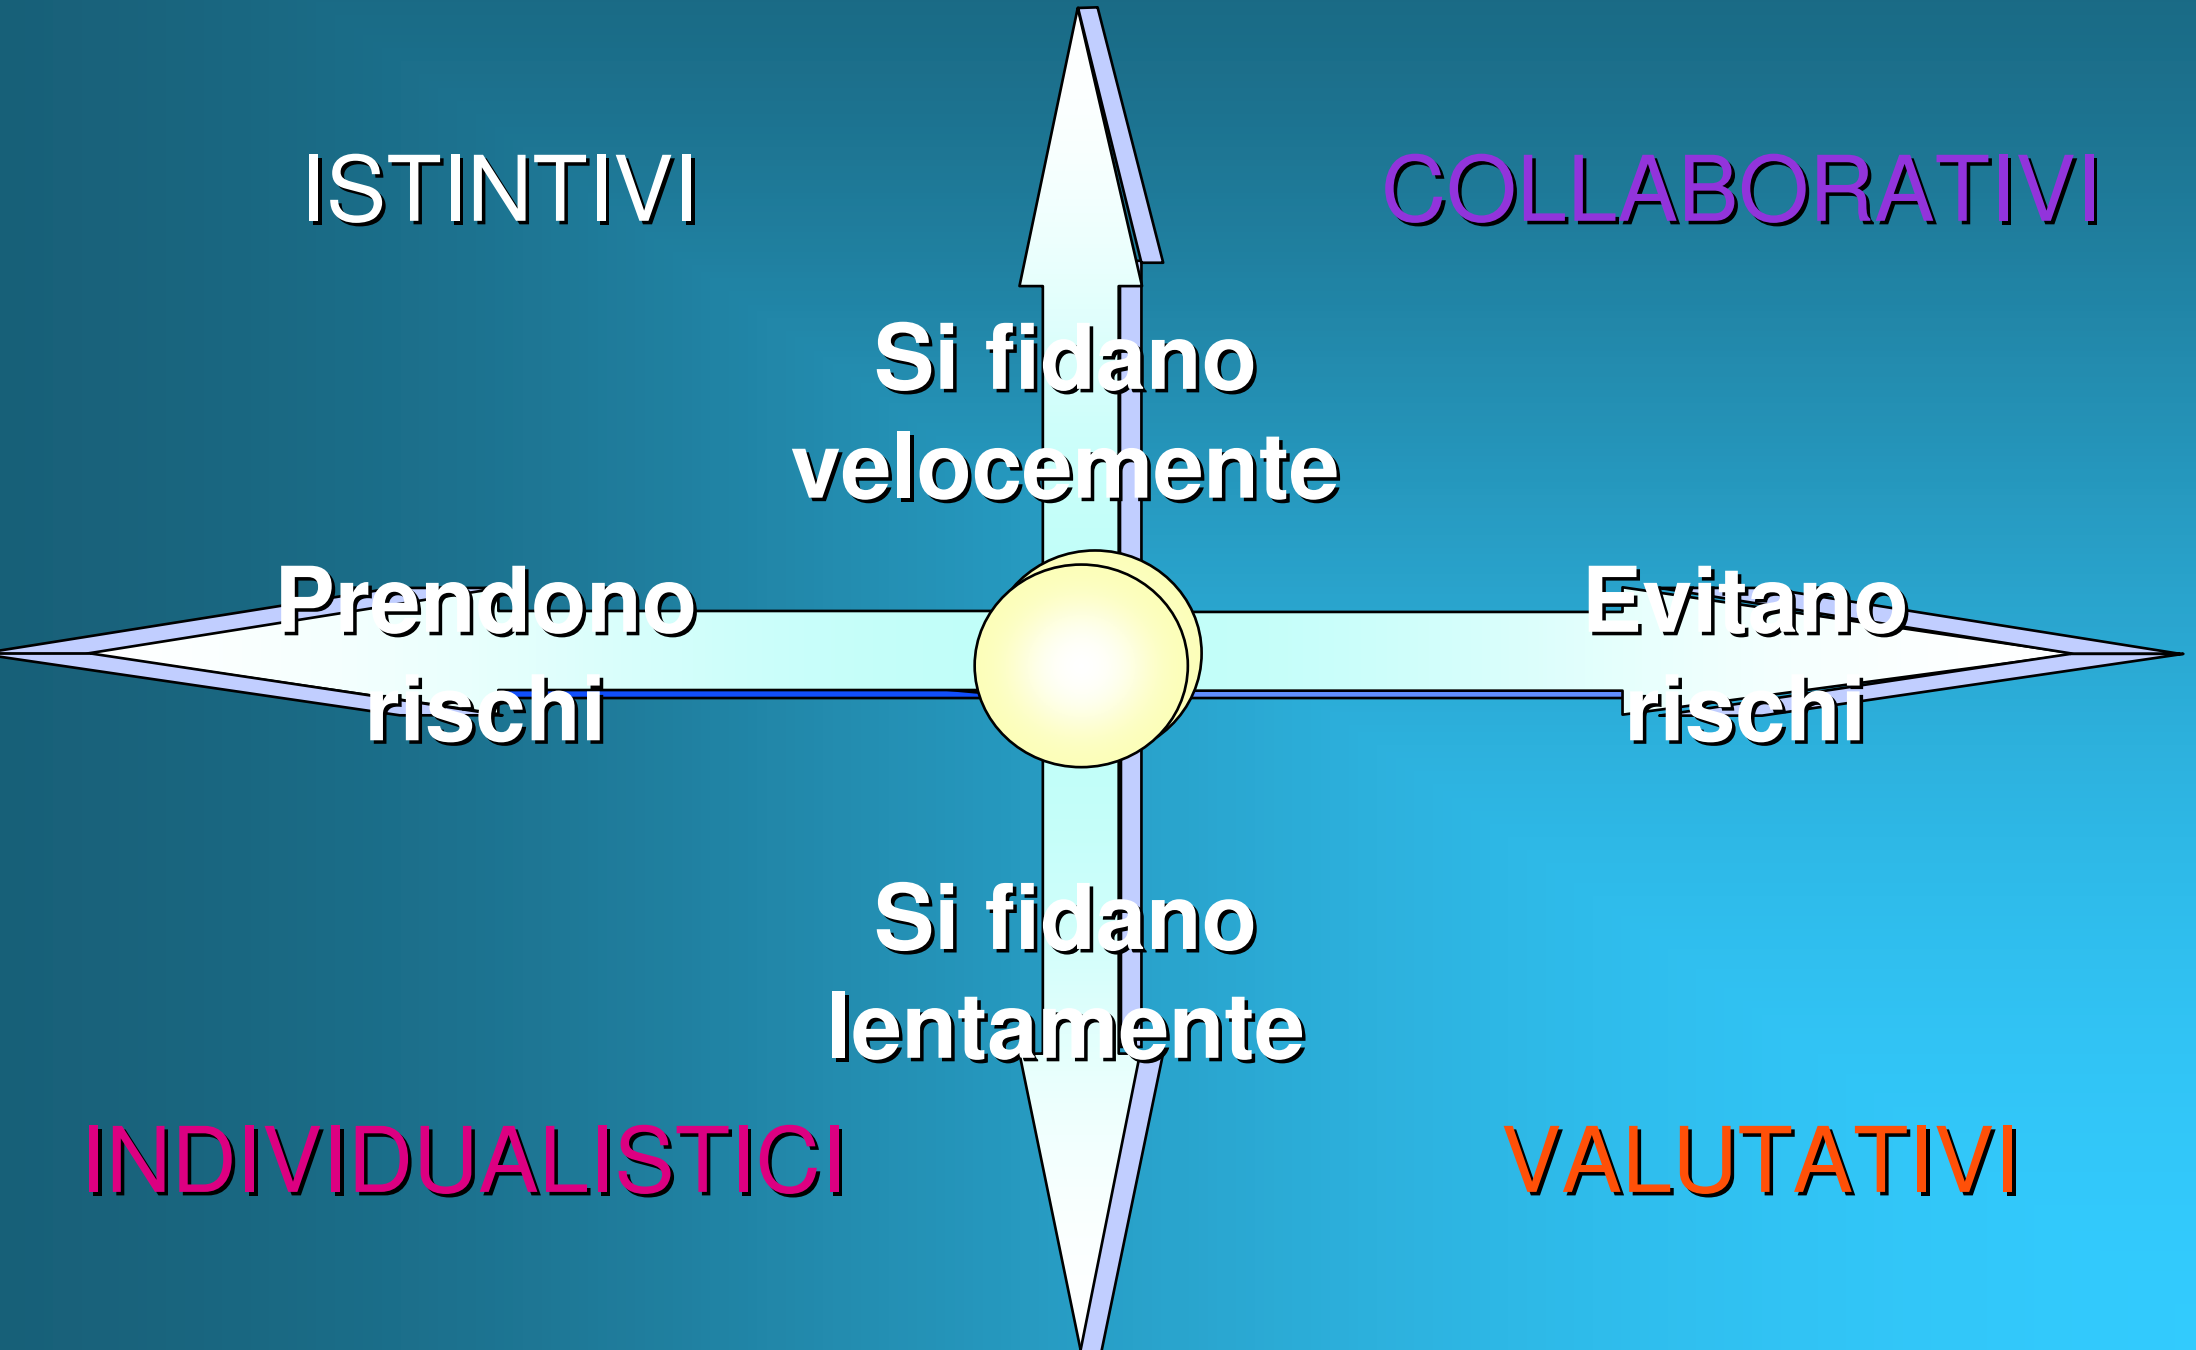 ISTINTIVI
COLLABORATIVI
Si fidano
velocemente
Prendono
rischi
Evitano
rischi
Si fidano
lentamente
INDIVIDUALISTICI
VALUTATIVI